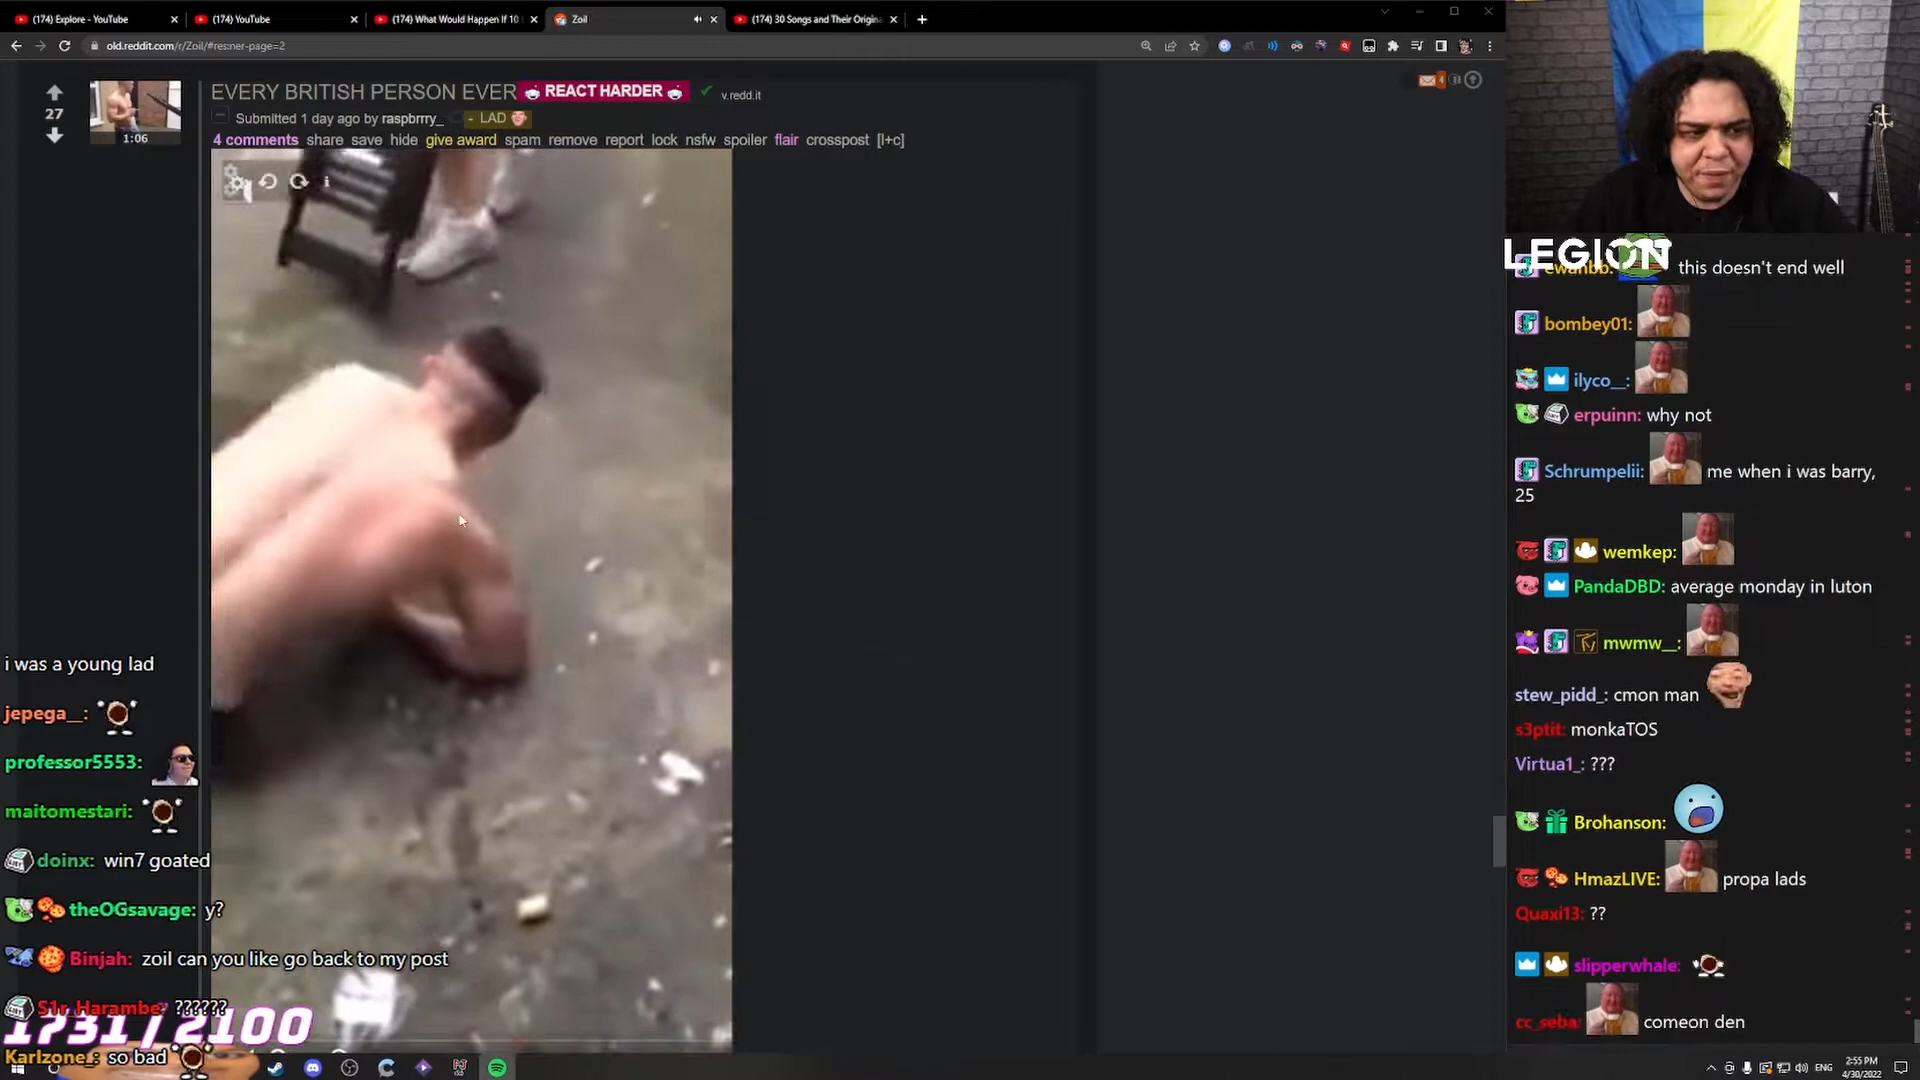 (174) Explore - YouTube
(174) YouTube
(174) What Would Happen If 10
Zoil
(174) 30 Songs and Their Origin
old.reddit.com/r/Zoil/#res:ner-page=2
27
1:06
EVERY BRITISH PERSON EVER REACT HARDER v.redd.it
Submitted 1 day ago by raspbrrry_ - LAD
4 comments share save hide give award spam remove report lock nsfw spoiler flair crosspost [l+c]
4
LEGION
ewanbb: this doesn't end well
bombey01:
ilyco__:
erpuinn: why not
Schrumpelii: me when i was barry,
25
wemkep:
PandaDBD: average monday in luton
mwmw__:
stew_pidd_: cmon man
s3ptit: monkaTOS
Virtua1_: ???
Brohanson:
HmazLIVE: propa lads
Quaxi13: ??
slipperwhale:
cc_seba: comeon den
i was a young lad
jepega__:
professor5553:
maitomestari:
doinx: win7 goated
theOGsavage: y?
Binjah: zoil can you like go back to my post
S1r_Harambe: ??????
1731/2100
Karlzone_: so bad
ENG
2:55 PM
4/30/2022